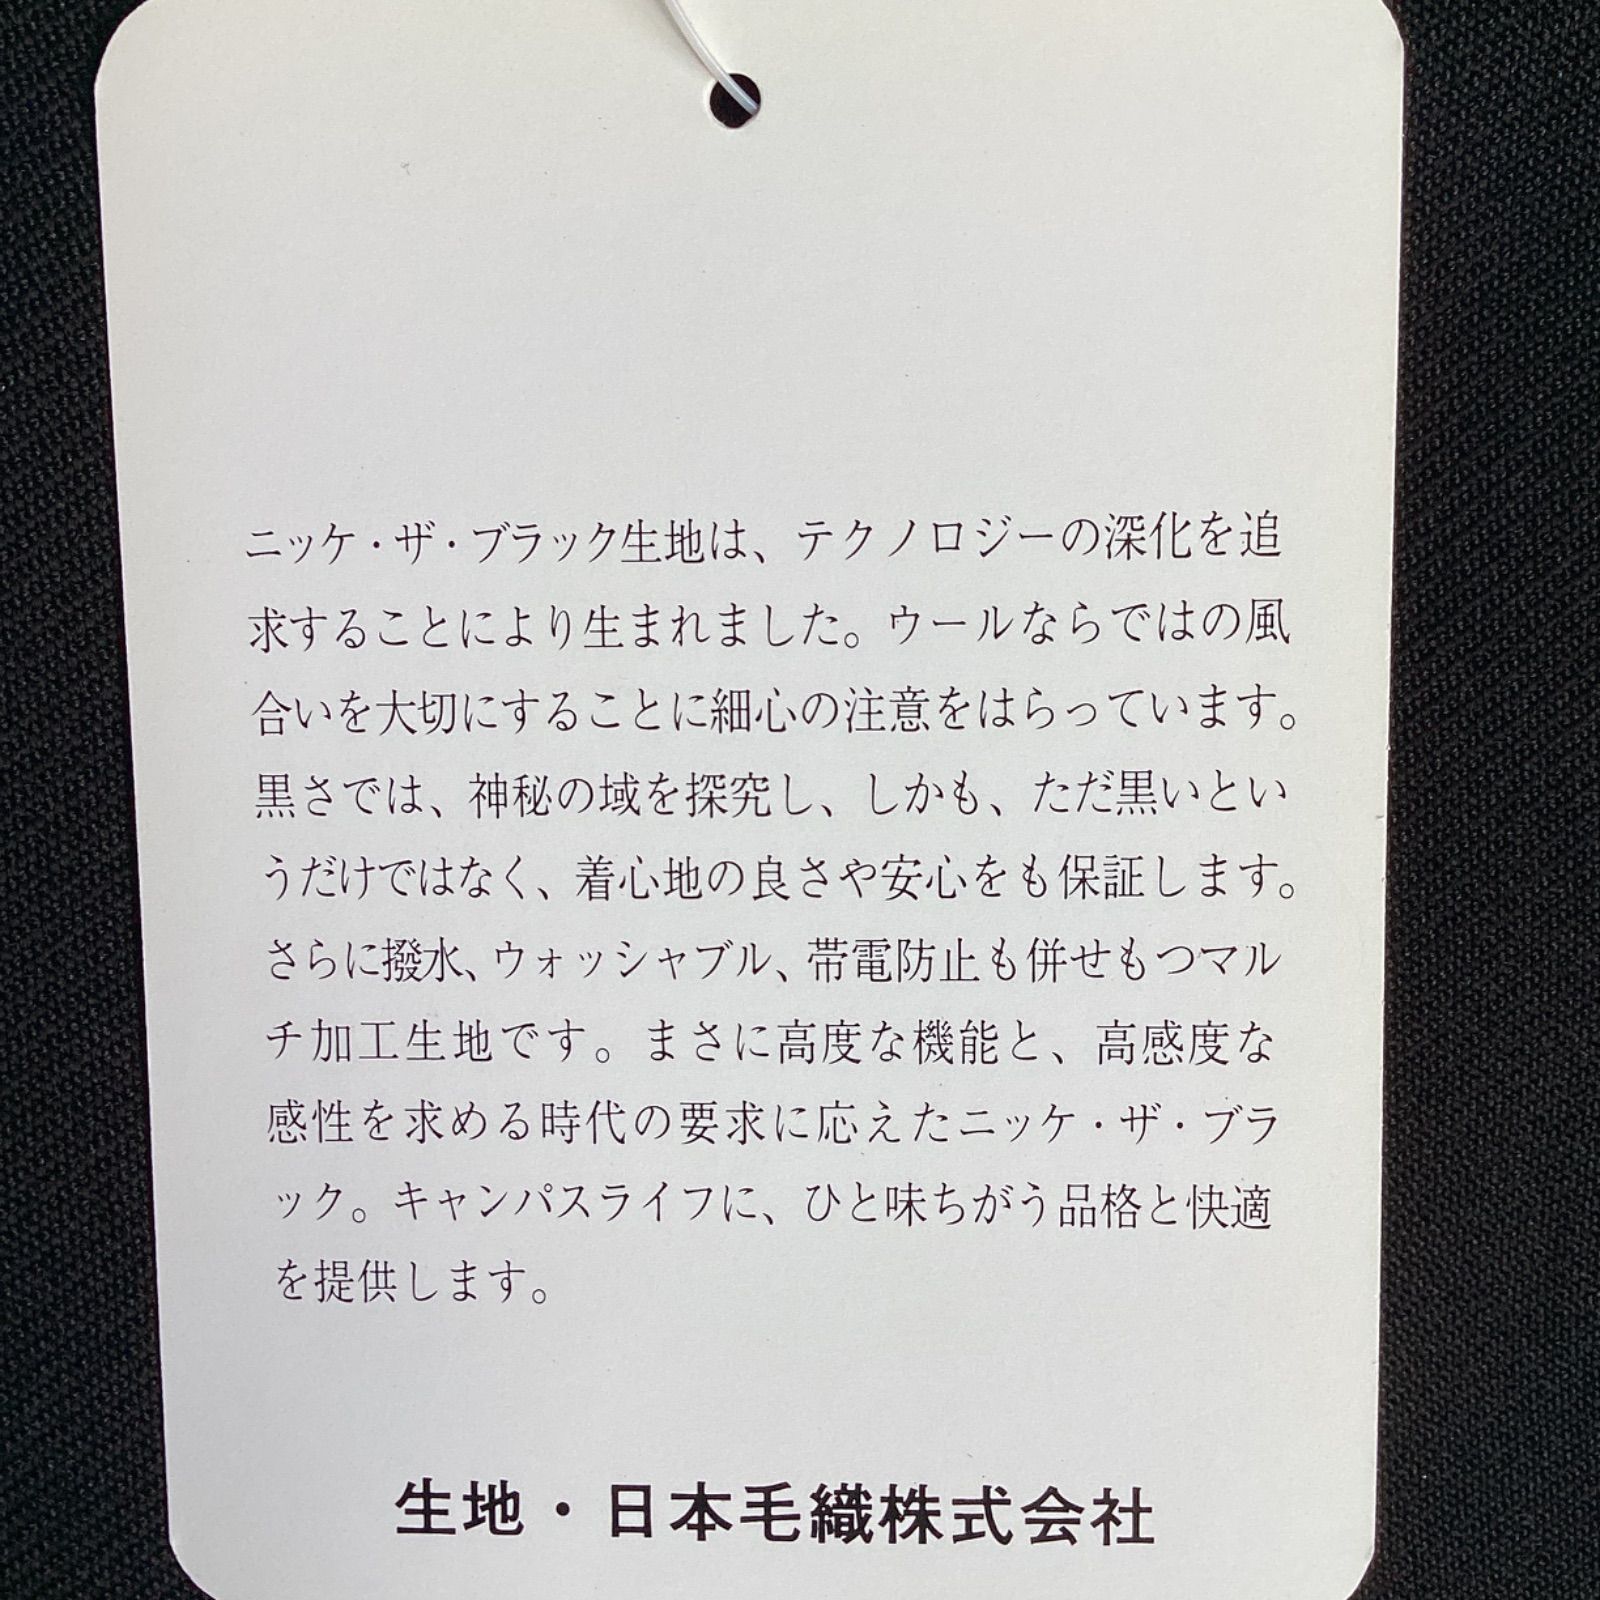 ニッケ・ザ・ブラック生地は、テクノロジーの深化を追
求することにより生まれました。ウールならではの風
合いを大切にすることに細心の注意をはらっています。
黒さでは、神秘の域を探究し、しかも、ただ黒いとい
うだけではなく、着心地の良さや安心をも保証します。
さらに撥水、ウォッシャブル、帯電防止も併せもつマル
チ加工生地です。まさに高度な機能と、高感度な
感性を求める時代の要求に応えたニッケ・ザ・ブラ
ック。キャンパスライフに、ひと味ちがう品格と快適
を提供します。
生地・日本毛織株式会社